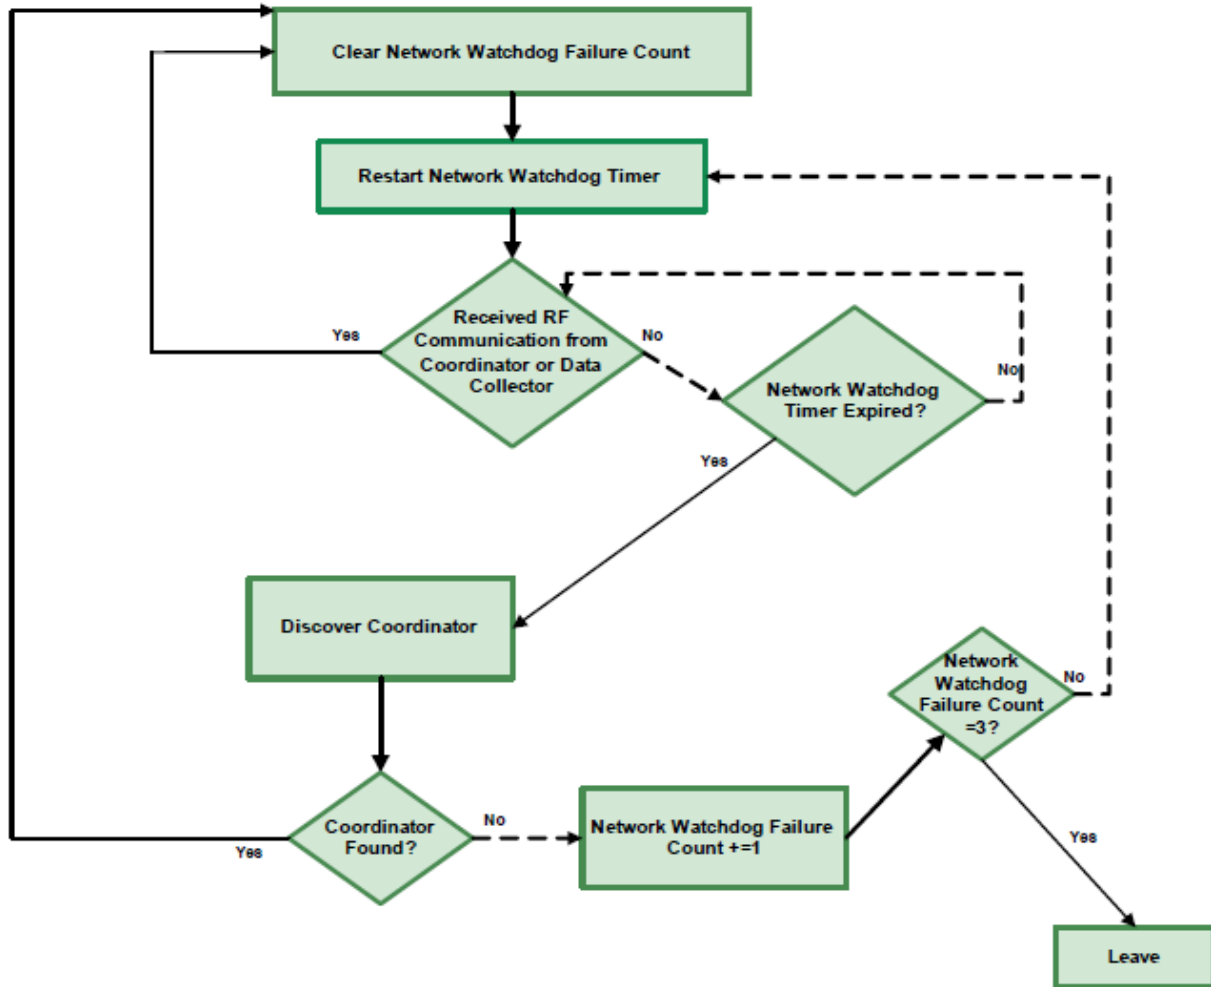 Clear Network Watchdog Failure Count
Restart Network Watchdog Timer
Received RF
Communication from
Coordinator or Data
Collector
Yes
No
Network Watchdog
Timer Expired?
No
Yes
Discover Coordinator
Network
Watchdog
Failure Count
=3?
No
Coordinator
Found?
Yes
No
Network Watchdog Failure
Count +=1
Yes
Leave